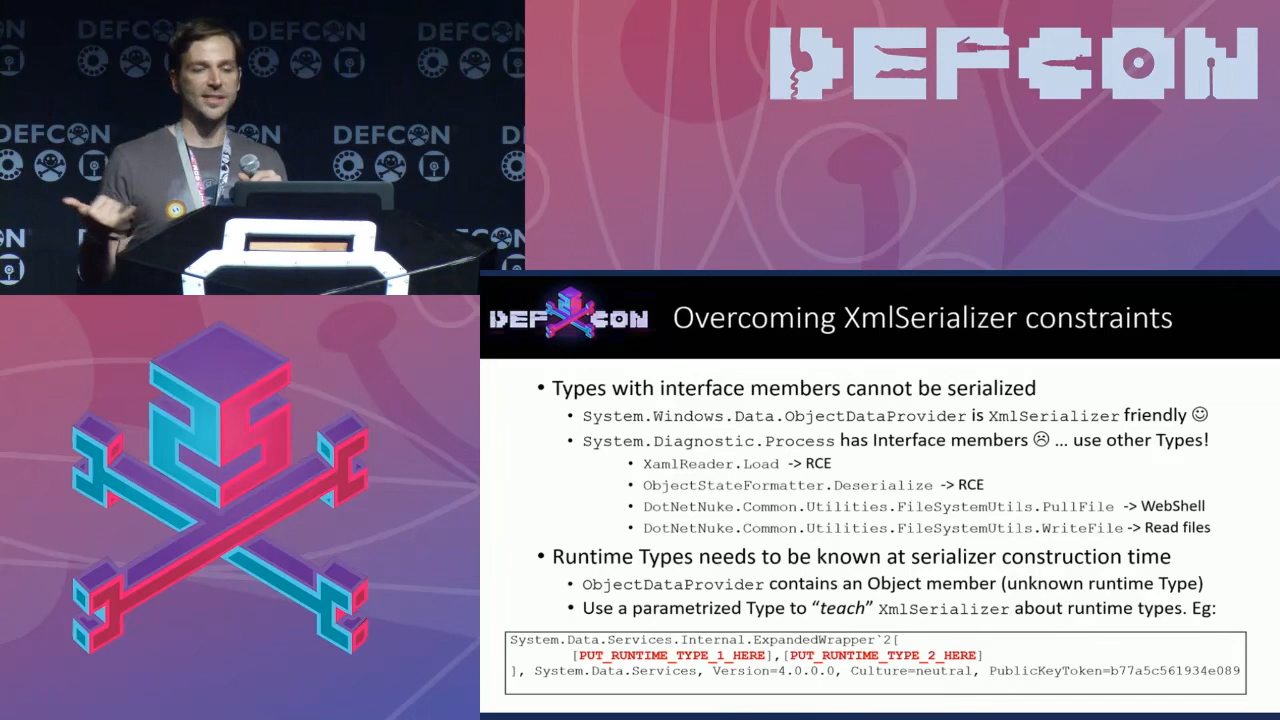 DEFCON
DEFCON
DEFCON
DEFCON
DEFCON
DEF CON
Overcoming XmlSerializer constraints
• Types with interface members cannot be serialized
• System.Windows.Data.ObjectDataProvider is XmlSerializer friendly ☺
• System.Diagnostic.Process has Interface members ☹ … use other Types!
• XamlReader.Load -> RCE
• ObjectStateFormatter.Deserialize -> RCE
• DotNetNuke.Common.Utilities.FileSystemUtils.PullFile -> WebShell
• DotNetNuke.Common.Utilities.FileSystemUtils.WriteFile -> Read files
• Runtime Types needs to be known at serializer construction time
• ObjectDataProvider contains an Object member (unknown runtime Type)
• Use a parametrized Type to “teach” XmlSerializer about runtime types. Eg:
System.Data.Services.Internal.ExpandedWrapper`2[
[PUT_RUNTIME_TYPE_1_HERE],[PUT_RUNTIME_TYPE_2_HERE]
], System.Data.Services, Version=4.0.0.0, Culture=neutral, PublicKeyToken=b77a5c561934e089